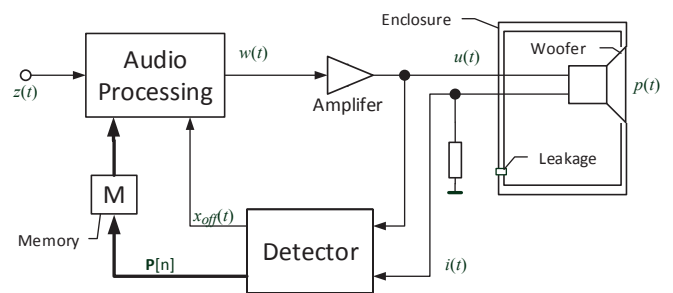 Enclosure
Audio
Processing
w(t)
u(t)
Woofer
z(t)
Amplifer
p(t)
M
Leakage
Memory
x_off(t)
Detector
P[n]
i(t)